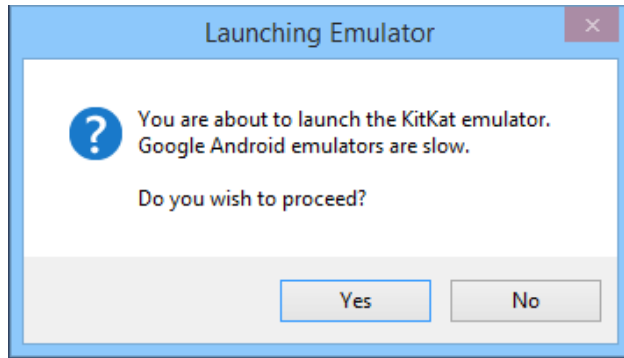 Launching Emulator
You are about to launch the KitKat emulator.
Google Android emulators are slow.
Do you wish to proceed?
Yes No